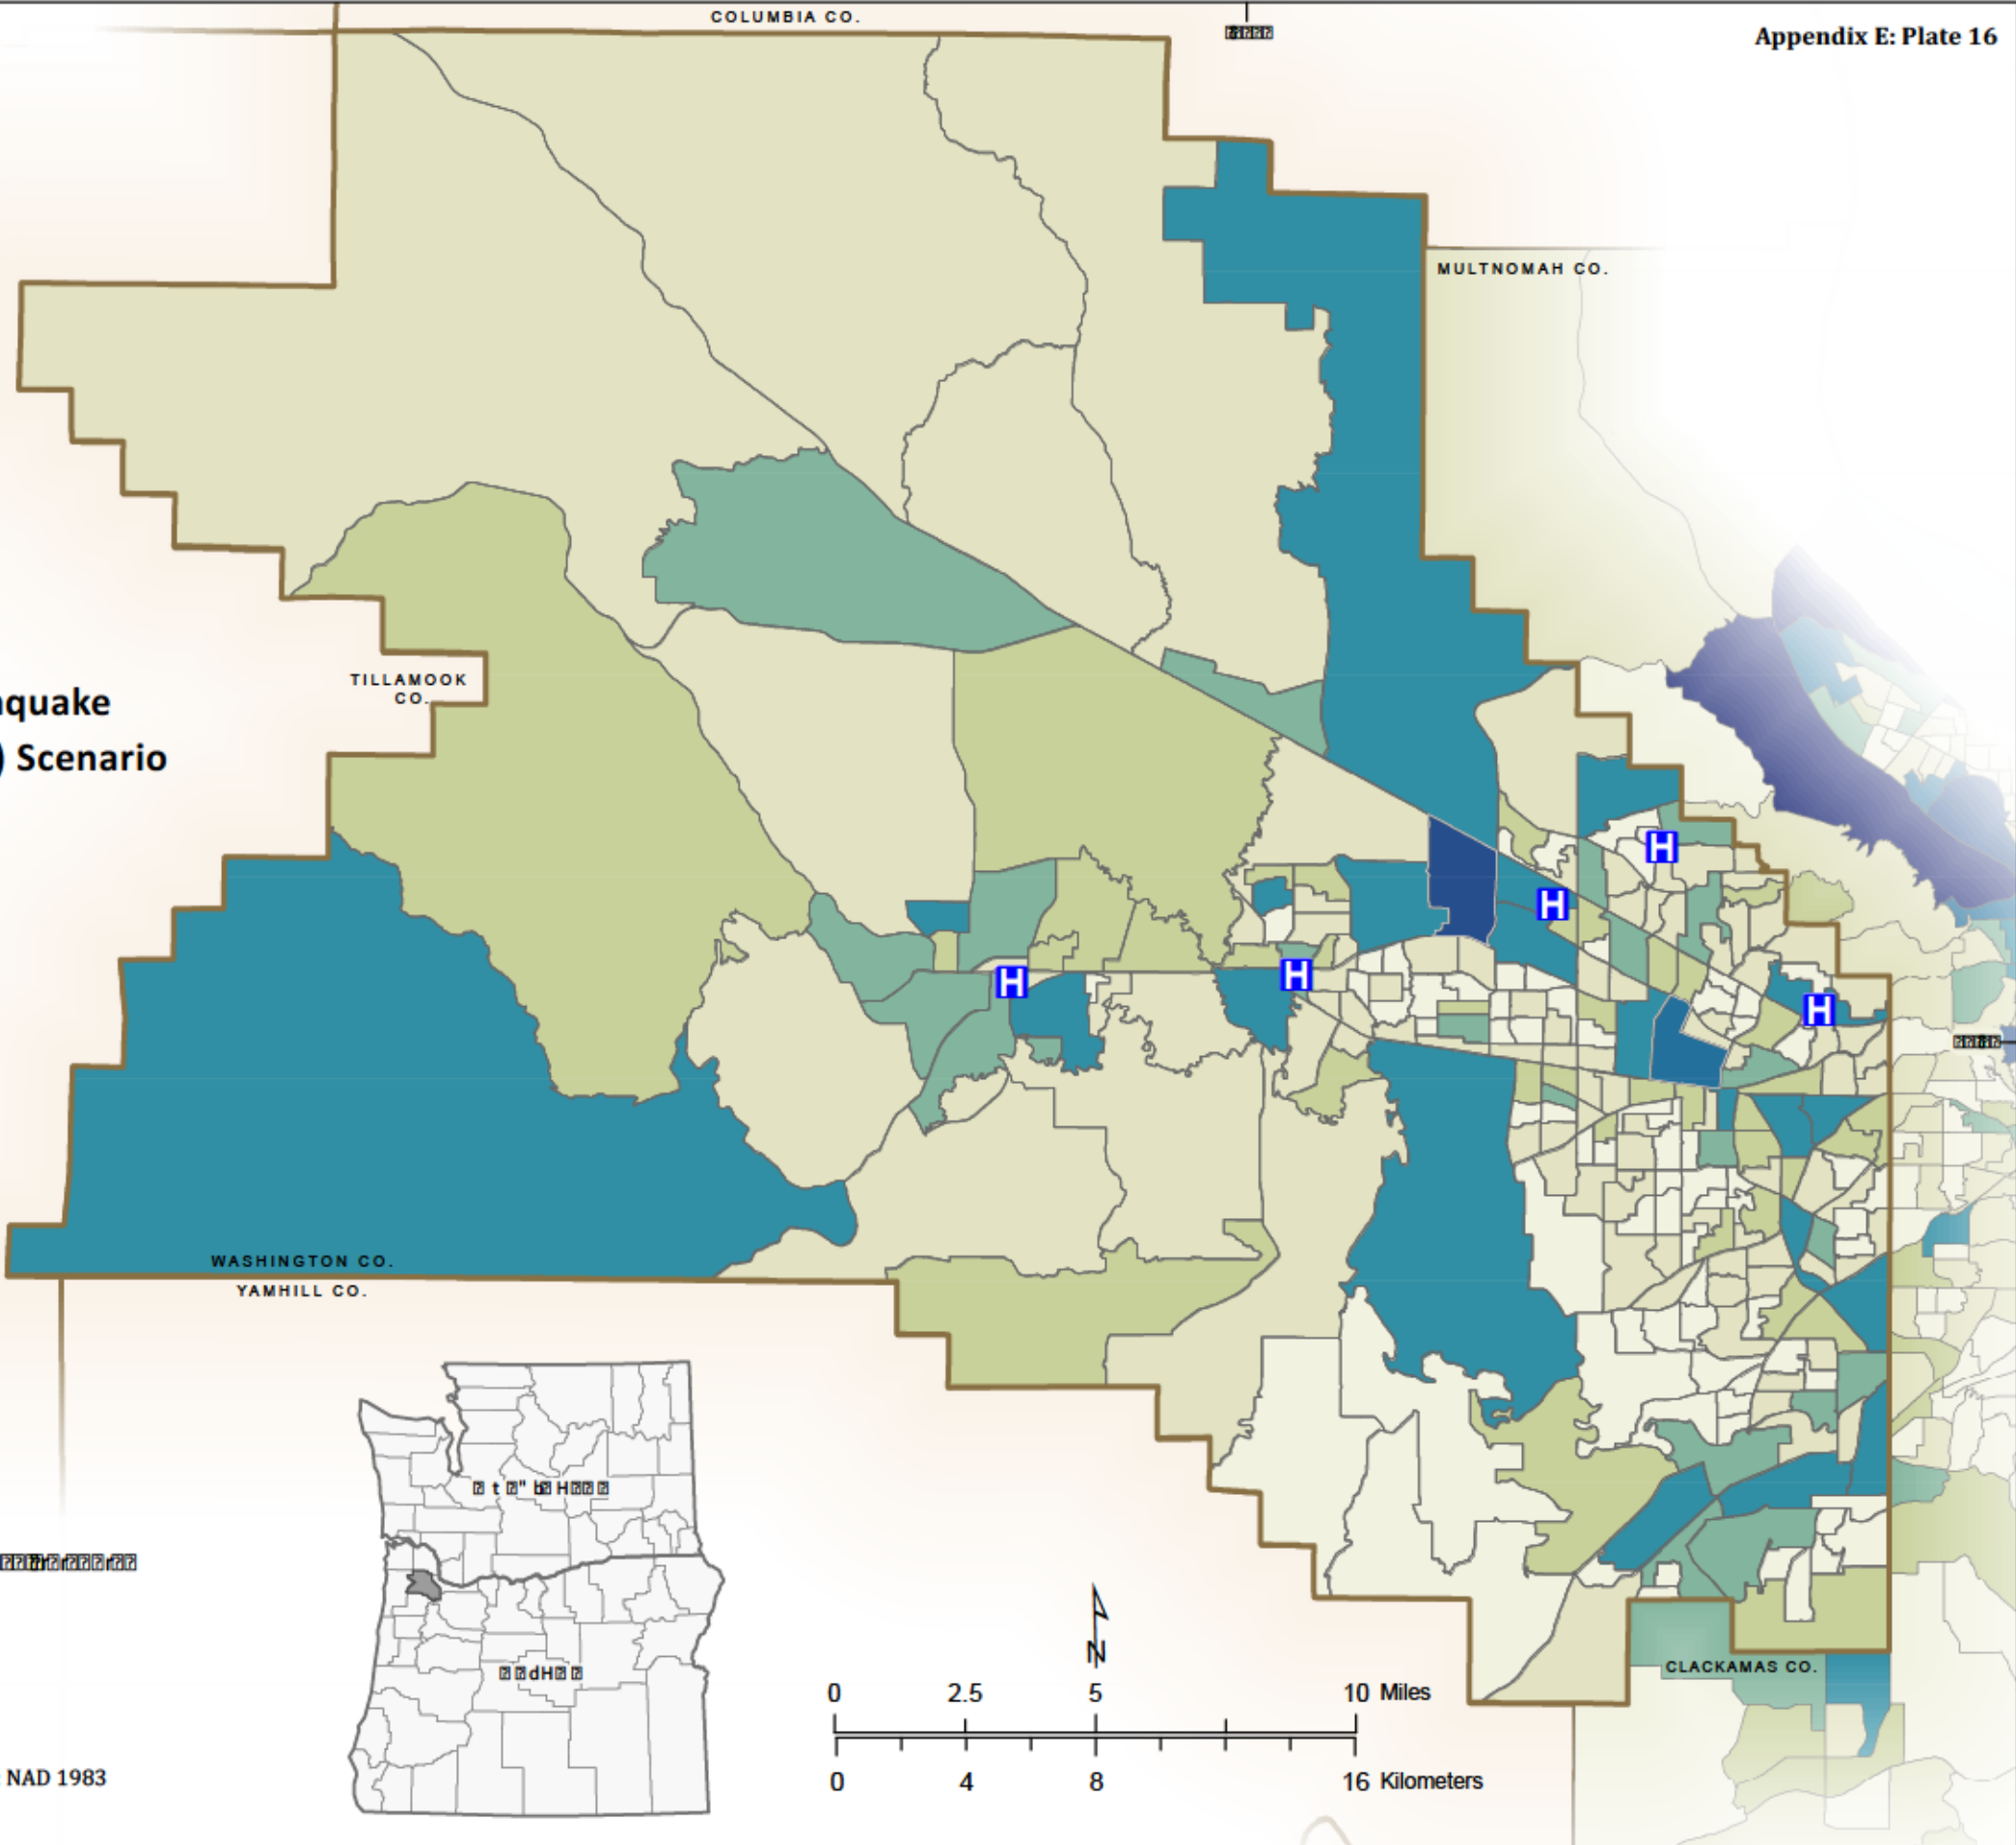 COLUMBIA CO.
Appendix E: Plate 16
MULTNOMAH CO.
TILLAMOOK
CO.
quake
) Scenario
H
H
H
H
H
WASHINGTON CO.
YAMHILL CO.
N
CLACKAMAS CO.
0 2.5 5 10 Miles
0 4 8 16 Kilometers
NAD 1983